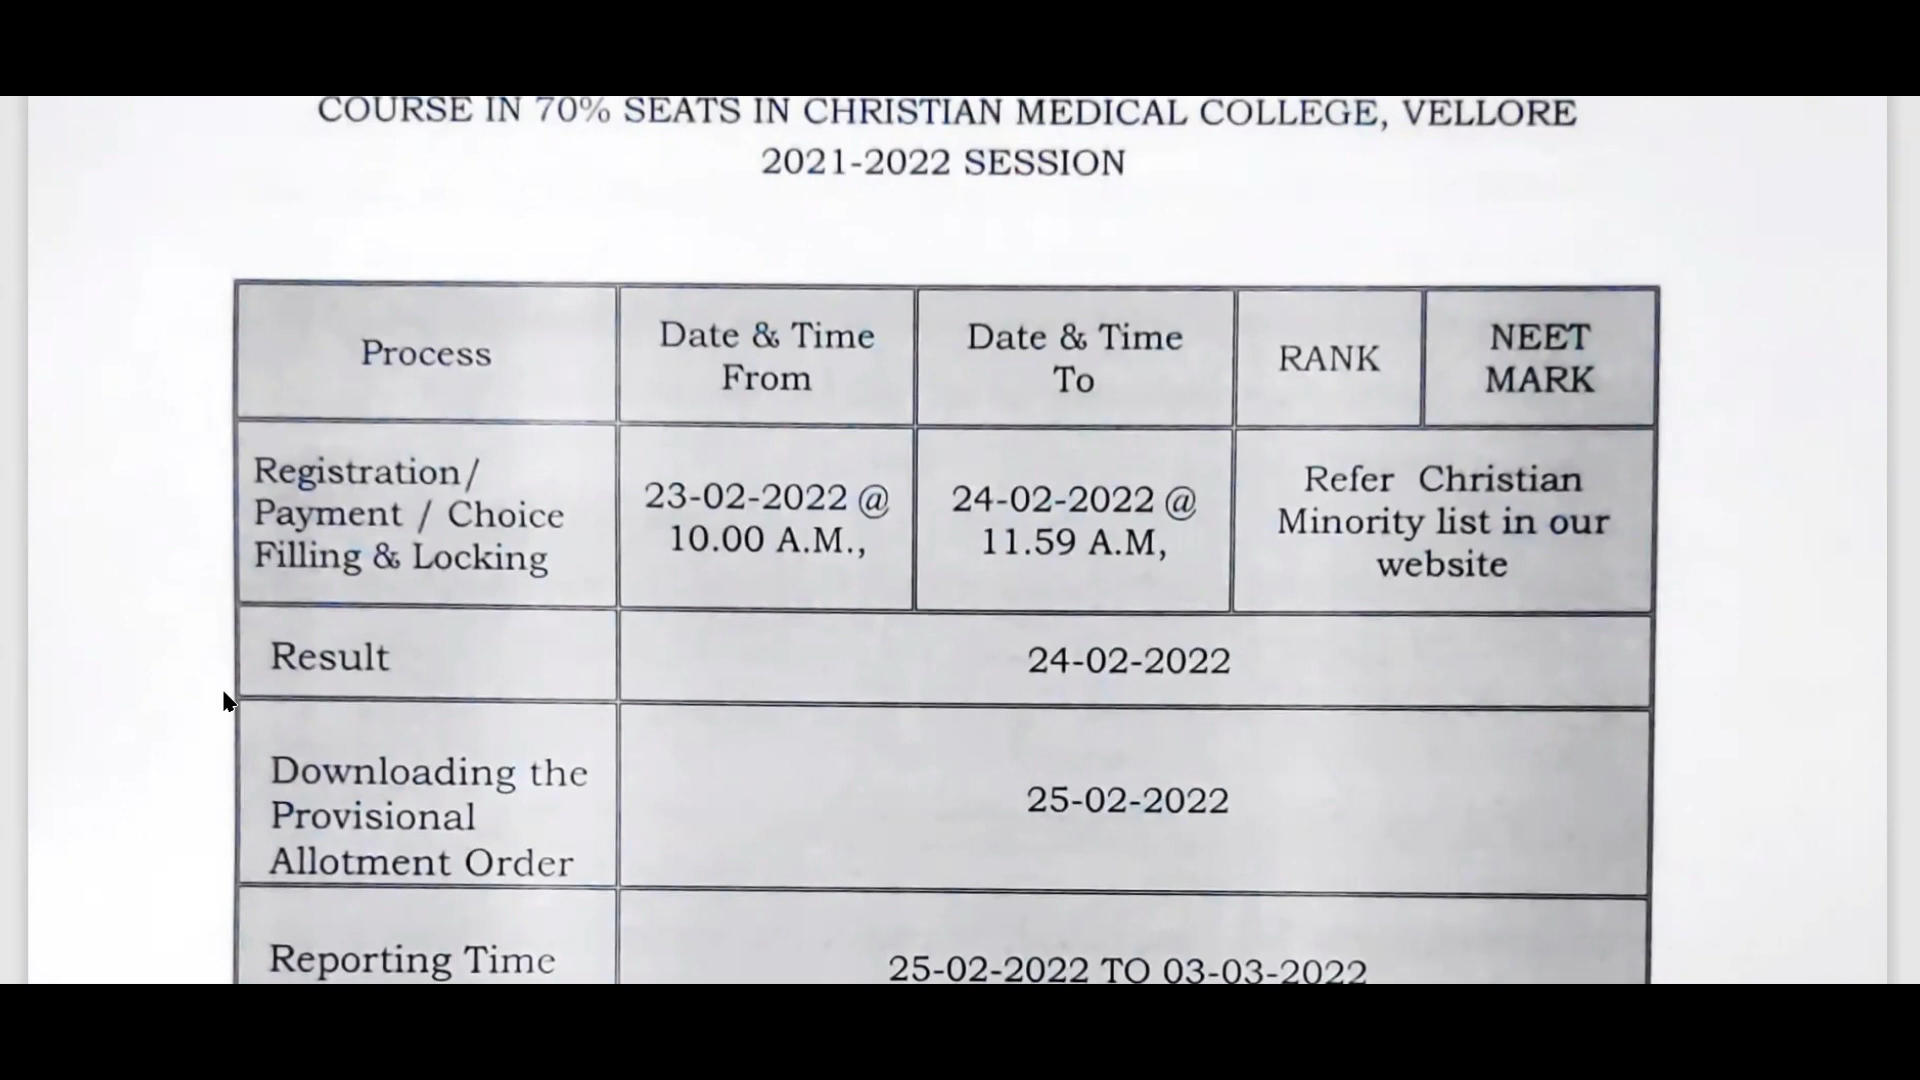 COURSE IN 70% SEATS IN CHRISTIAN MEDICAL COLLEGE, VELLORE
2021-2022 SESSION
Process
Date & Time
From
Date & Time
To
RANK
NEET
MARK
Registration/
Payment / Choice
Filling & Locking
23-02-2022 @
10.00 A.M.,
24-02-2022 @
11.59 A.M,
Refer Christian
Minority list in our
website
Result
24-02-2022
Downloading the
Provisional
Allotment Order
25-02-2022
Reporting Time
25-02-2022 TO 03-03-2022